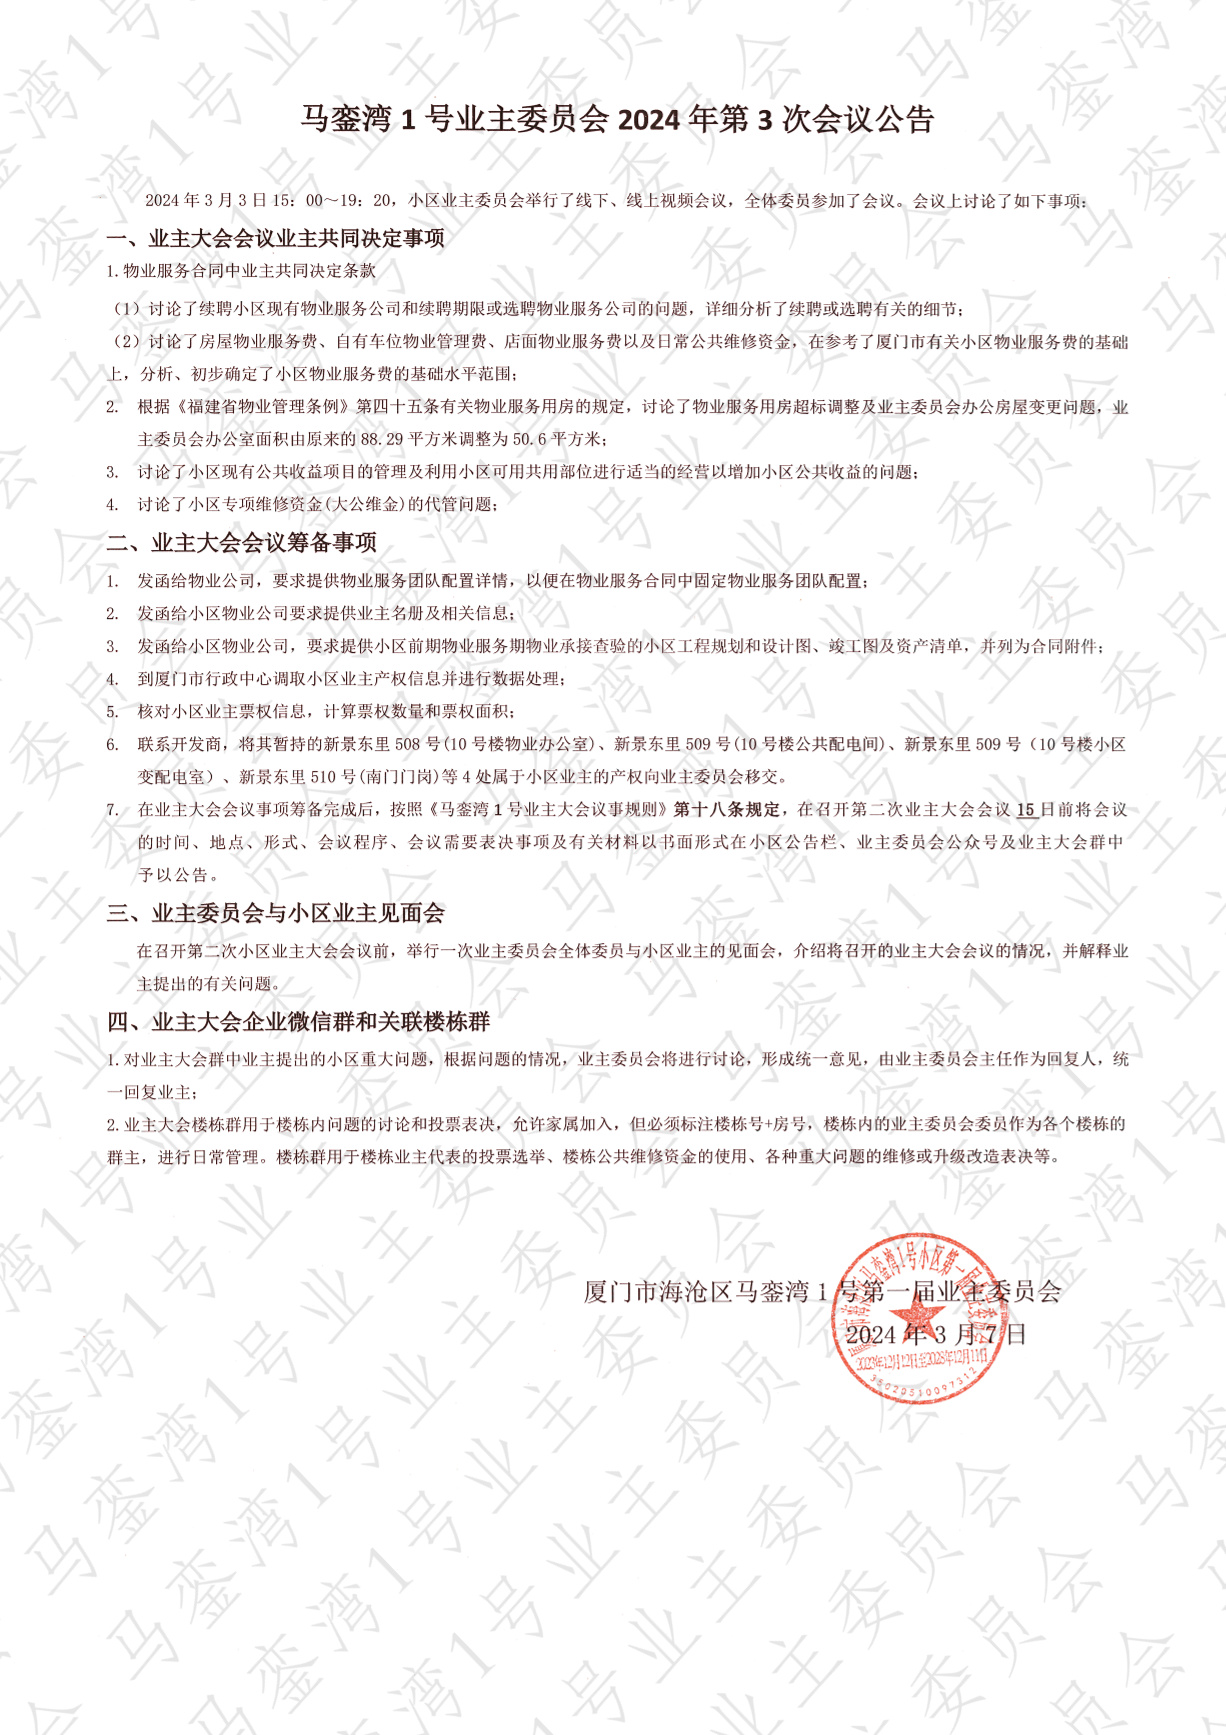 马銮湾 1 号业主委员会 2024 年第 3 次会议公告
2024 年 3 月 3 日 15：00～19：20，小区业主委员会举行了线下、线上视频会议，全体委员参加了会议。会议上讨论了如下事项：
一、业主大会会议业主共同决定事项
1.物业服务合同中业主共同决定条款
（1）讨论了续聘小区现有物业服务公司和续聘期限或选聘物业服务公司的问题，详细分析了续聘或选聘有关的细节；
（2）讨论了房屋物业服务费、自有车位物业管理费、店面物业服务费以及日常公共维修资金，在参考了厦门市有关小区物业服务费的基础
上，分析、初步确定了小区物业服务费的基础水平范围；
2. 根据《福建省物业管理条例》第四十五条有关物业服务用房的规定，讨论了物业服务用房超标调整及业主委员会办公房屋变更问题，业
主委员会办公室面积由原来的 88.29 平方米调整为 50.6 平方米；
3. 讨论了小区现有公共收益项目的管理及利用小区可用共用部位进行适当的经营以增加小区公共收益的问题；
4. 讨论了小区专项维修资金(大公维金)的代管问题；
二、业主大会会议筹备事项
1. 发函给物业公司，要求提供物业服务团队配置详情，以便在物业服务合同中固定物业服务团队配置；
2. 发函给小区物业公司要求提供业主名册及相关信息；
3. 发函给小区物业公司，要求提供小区前期物业服务期物业承接查验的小区工程规划和设计图、竣工图及资产清单，并列为合同附件；
4. 到厦门市行政中心调取小区业主产权信息并进行数据处理；
5. 核对小区业主票权信息，计算票权数量和票权面积；
6. 联系开发商，将其暂持的新景东里 508 号(10 号楼物业办公室)、新景东里 509 号(10 号楼公共配电间)、新景东里 509 号（10 号楼小区
变配电室）、新景东里 510 号(南门门岗)等 4 处属于小区业主的产权向业主委员会移交。
7. 在业主大会会议事项筹备完成后，按照《马銮湾 1 号业主大会议事规则》第十八条规定，在召开第二次业主大会会议 15 日前将会议
的时间、地点、形式、会议程序、会议需要表决事项及有关材料以书面形式在小区公告栏、业主委员会公众号及业主大会群中
予以公告。
三、业主委员会与小区业主见面会
在召开第二次小区业主大会会议前，举行一次业主委员会全体委员与小区业主的见面会，介绍将召开的业主大会会议的情况，并解释业
主提出的有关问题。
四、业主大会企业微信群和关联楼栋群
1.对业主大会群中业主提出的小区重大问题，根据问题的情况，业主委员会将进行讨论，形成统一意见，由业主委员会主任作为回复人，统
一回复业主；
2.业主大会楼栋群用于楼栋内问题的讨论和投票表决，允许家属加入，但必须标注楼栋号+房号，楼栋内的业主委员会委员作为各个楼栋的
群主，进行日常管理。楼栋群用于楼栋业主代表的投票选举、楼栋公共维修资金的使用、各种重大问题的维修或升级改造表决等。
厦门市海沧区马銮湾 1 号第一届业主委员会
2024 年 3 月 7 日
2023年12月12日至2028年12月11日
35020510097312